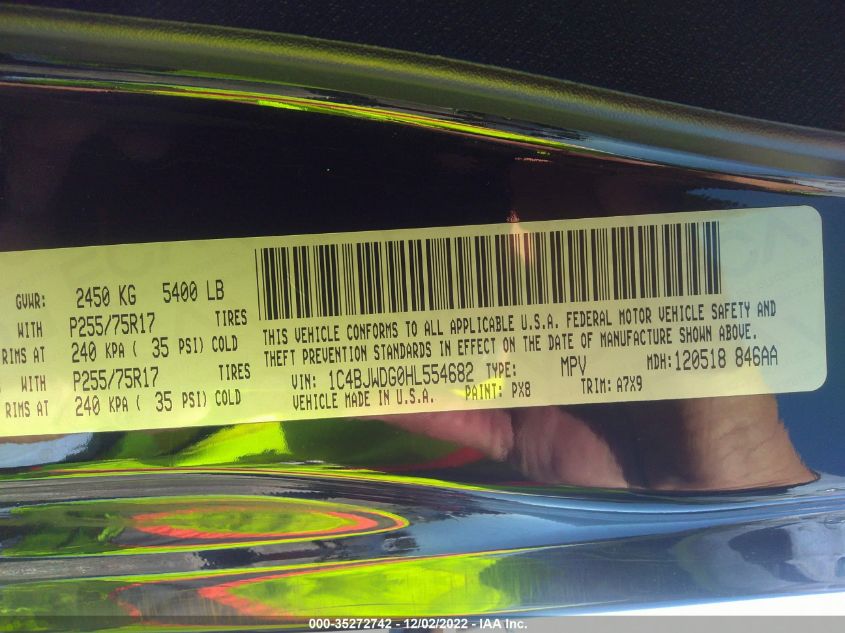 GVWR: 2450 KG 5400 LB
WITH P255/75R17 TIRES
RIMS AT 240 KPA ( 35 PSI) COLD
WITH P255/75R17 TIRES
RIMS AT 240 KPA ( 35 PSI) COLD
THIS VEHICLE CONFORMS TO ALL APPLICABLE U.S.A. FEDERAL MOTOR VEHICLE SAFETY AND
THEFT PREVENTION STANDARDS IN EFFECT ON THE DATE OF MANUFACTURE SHOWN ABOVE.
VIN: 1C4BJWDG0HL554682 TYPE: MPV MDH: 120518 846AA
VEHICLE MADE IN U.S.A. PAINT: PX8 TRIM: A7X9
000-35272742 - 12/02/2022 - IAA Inc.